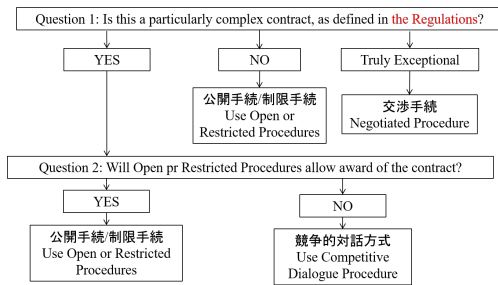 Question 1: Is this a particularly complex contract, as defined in the Regulations?
YES
NO
Truly Exceptional
公開手続/制限手続
Use Open or
Restricted Procedures
交渉手続
Negotiated Procedure
Question 2: Will Open pr Restricted Procedures allow award of the contract?
YES
NO
公開手続/制限手続
Use Open or Restricted
Procedures
競争的対話方式
Use Competitive
Dialogue Procedure